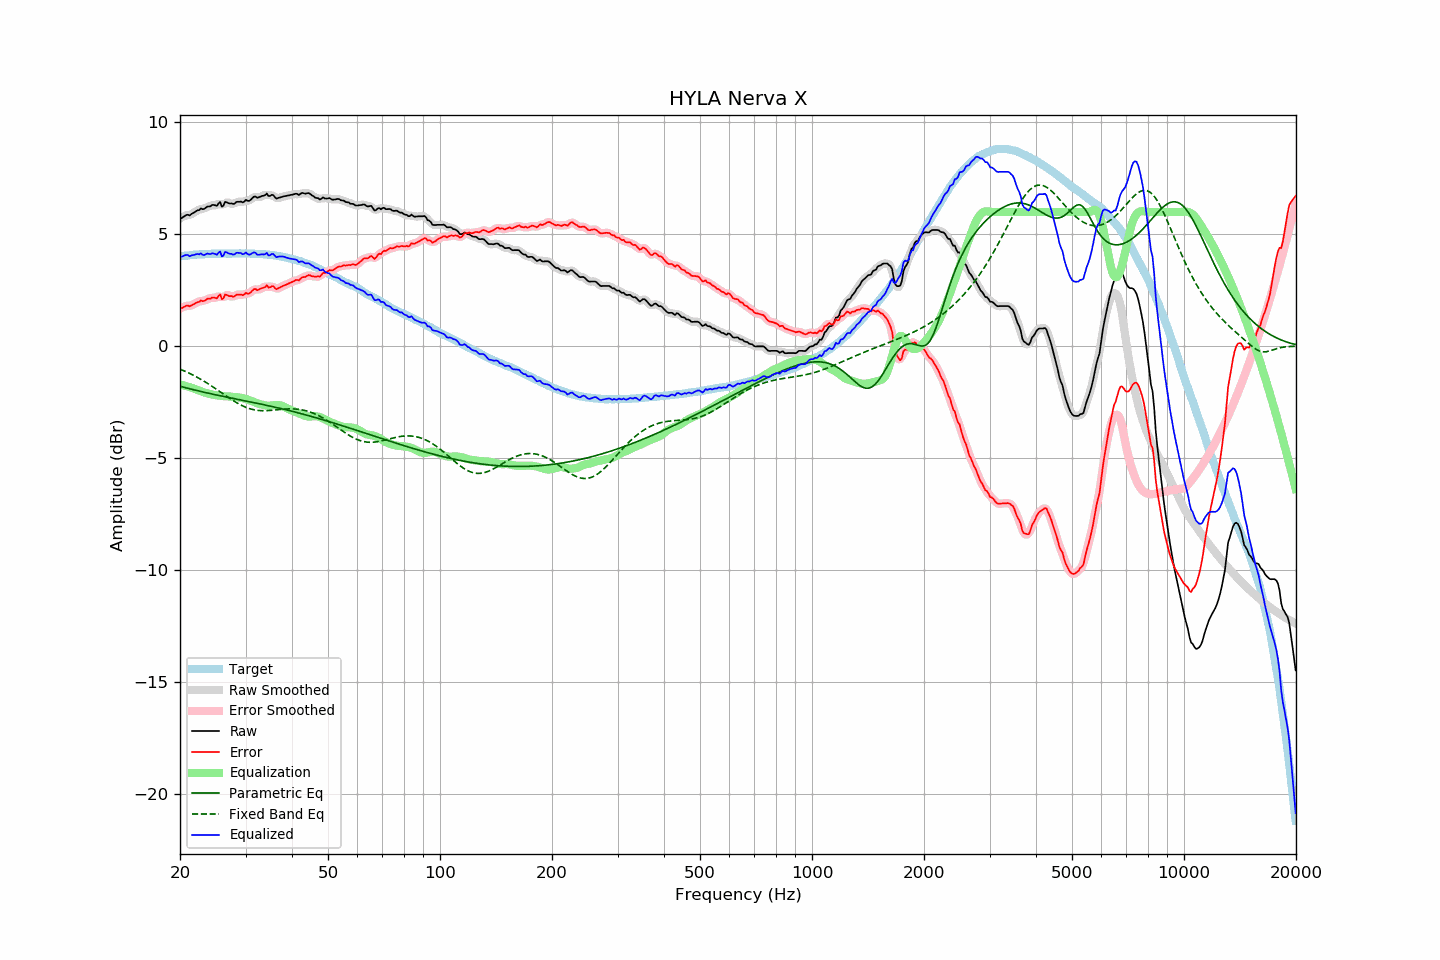 HYLA Nerva X
10
5
0
−5
−10
−15
−20
Amplitude (dBr)
Target
Raw Smoothed
Error Smoothed
Raw
Error
Equalization
Parametric Eq
Fixed Band Eq
Equalized
20 50 100 200 500 1000 2000 5000 10000 20000
Frequency (Hz)